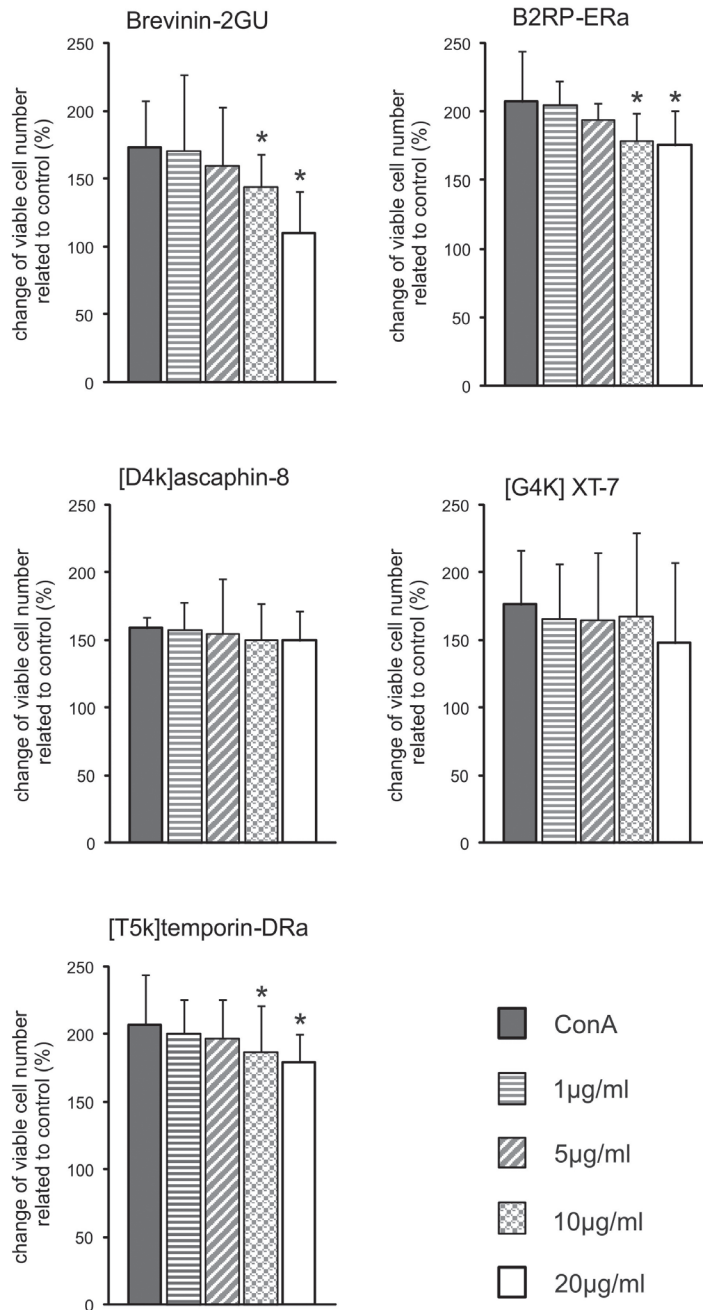 Brevinin-2GU
change of viable cell number
related to control (%)
250
200
150
100
50
0
*
*
B2RP-ERa
change of viable cell number
related to control (%)
250
200
150
100
50
0
*
*
[D4k]ascaphin-8
change of viable cell number
related to control (%)
250
200
150
100
50
0
[G4K] XT-7
change of viable cell number
related to control (%)
250
200
150
100
50
0
[T5k]temporin-DRa
change of viable cell number
related to control (%)
250
200
150
100
50
0
*
*
ConA
1µg/ml
5µg/ml
10µg/ml
20µg/ml